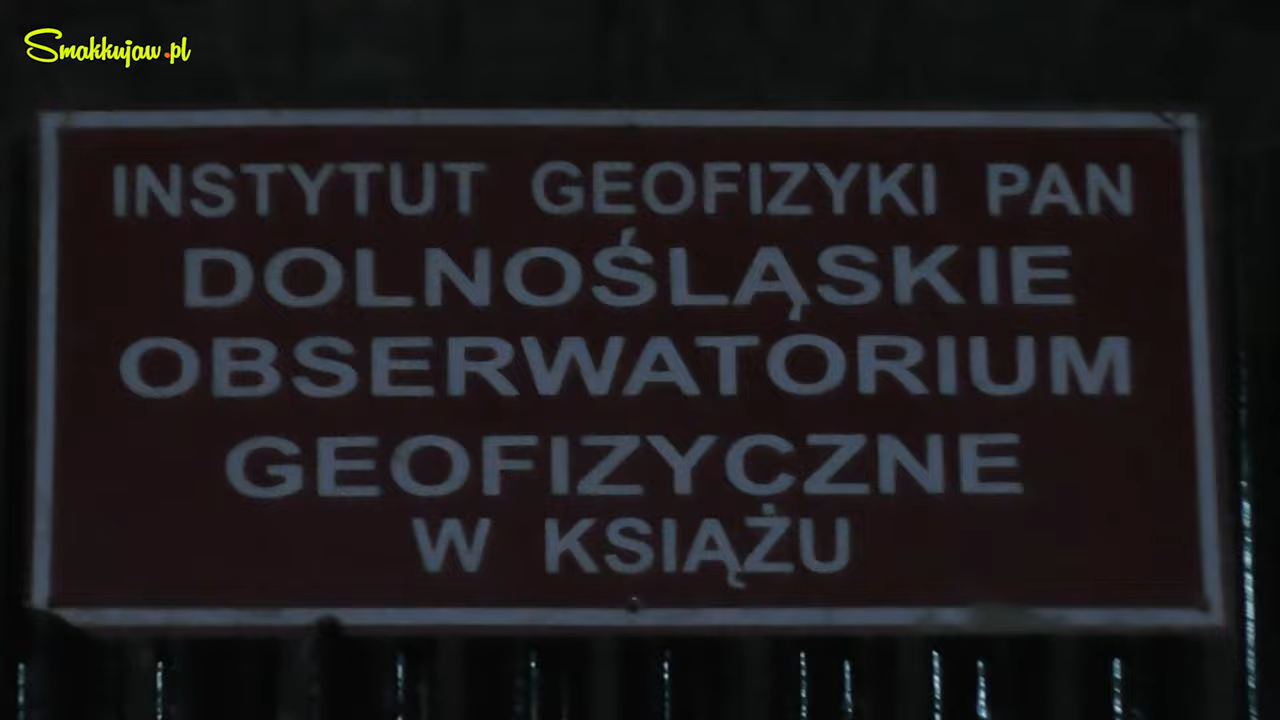 Smakkujaw.pl
INSTYTUT GEOFIZYKI PAN
DOLNOŚLĄSKIE
OBSERWATORIUM
GEOFIZYCZNE
W KSIĄŻU